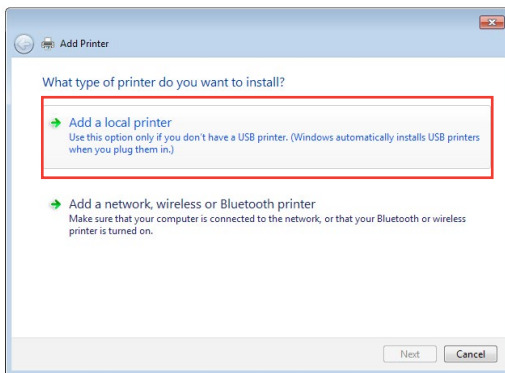 Add Printer
What type of printer do you want to install?
Add a local printer
Use this option only if you don't have a USB printer. (Windows automatically installs USB printers
when you plug them in.)
Add a network, wireless or Bluetooth printer
Make sure that your computer is connected to the network, or that your Bluetooth or wireless
printer is turned on.
Next Cancel